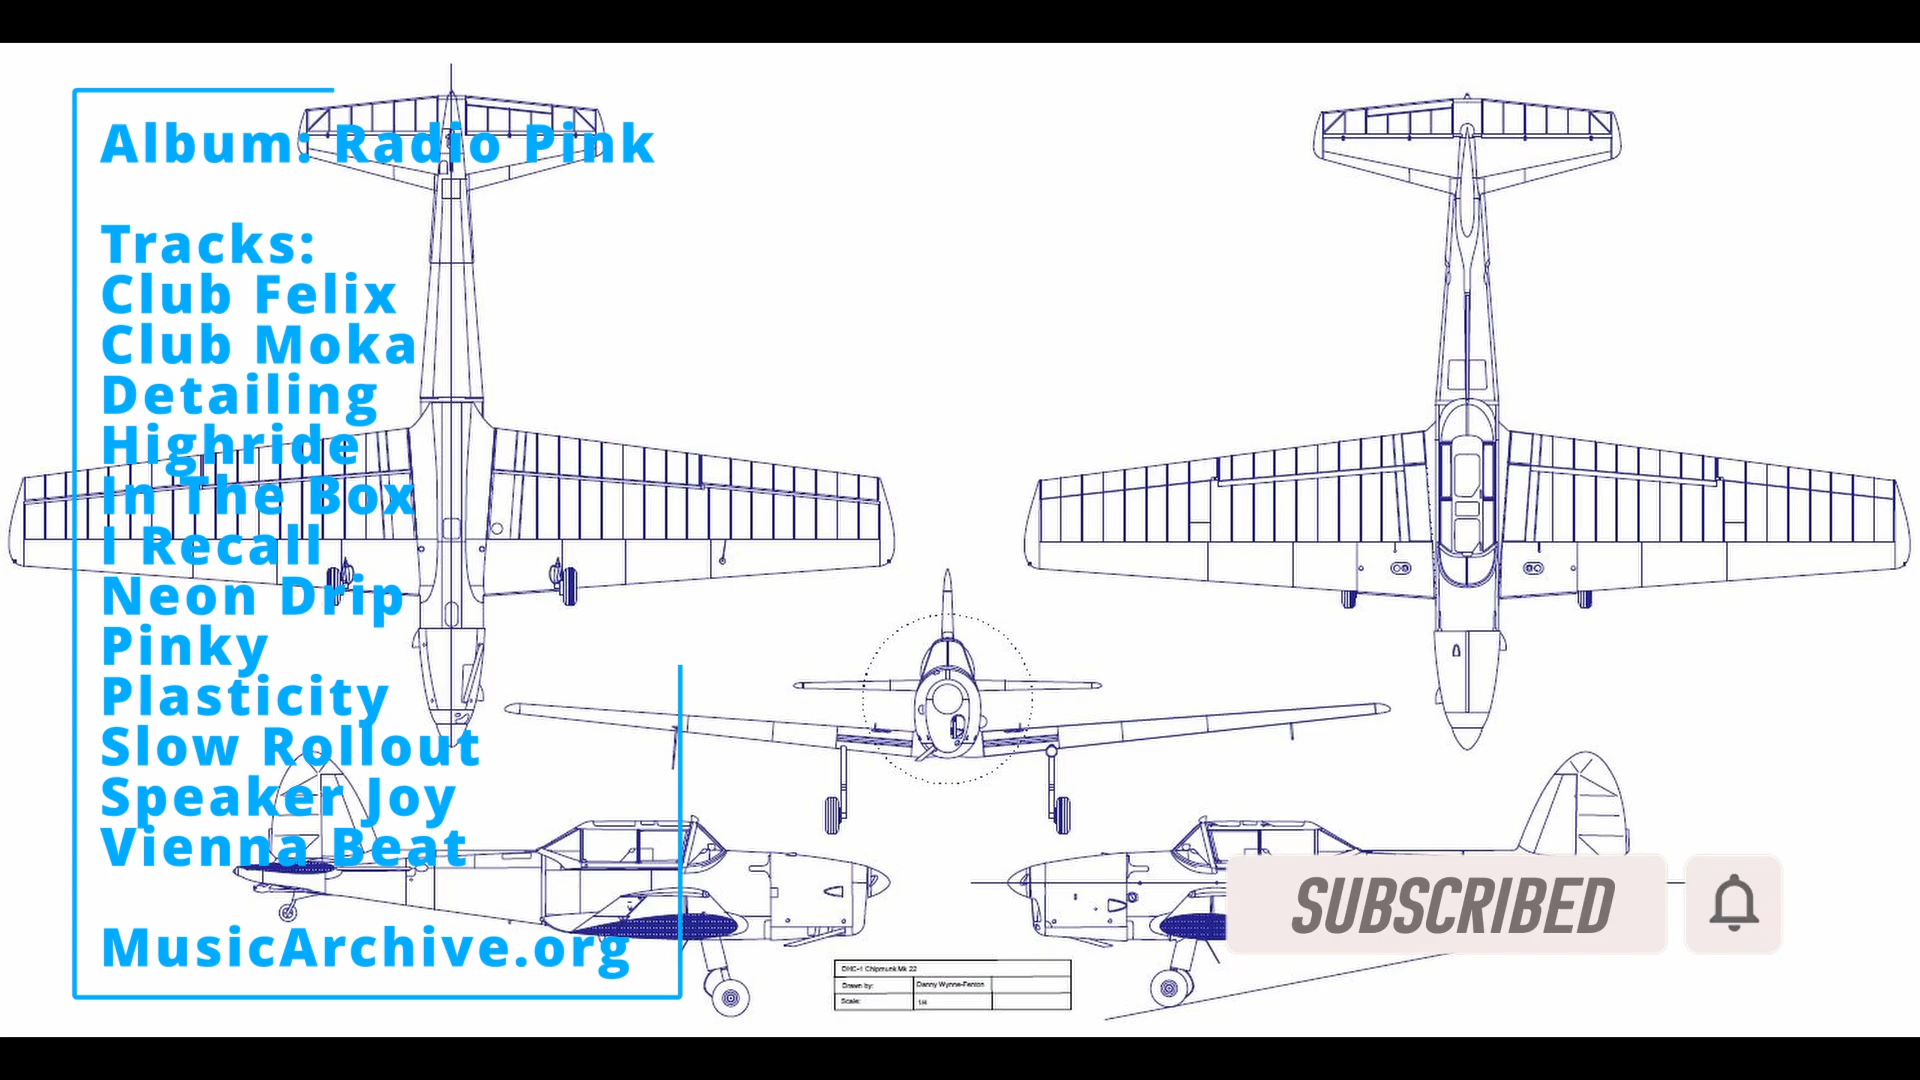 Album: Radio Pink
Tracks:
Club Felix
Club Moka
Detailing
Highride
In The Box
I Recall
Neon Drip
Pinky
Plasticity
Slow Rollout
Speaker Joy
Vienna Beat
MusicArchive.org
SUBSCRIBED
DHC-1 Chipmunk Mk 22
Drawn by: Danny Wynne-Fenton
Scale: 1/4